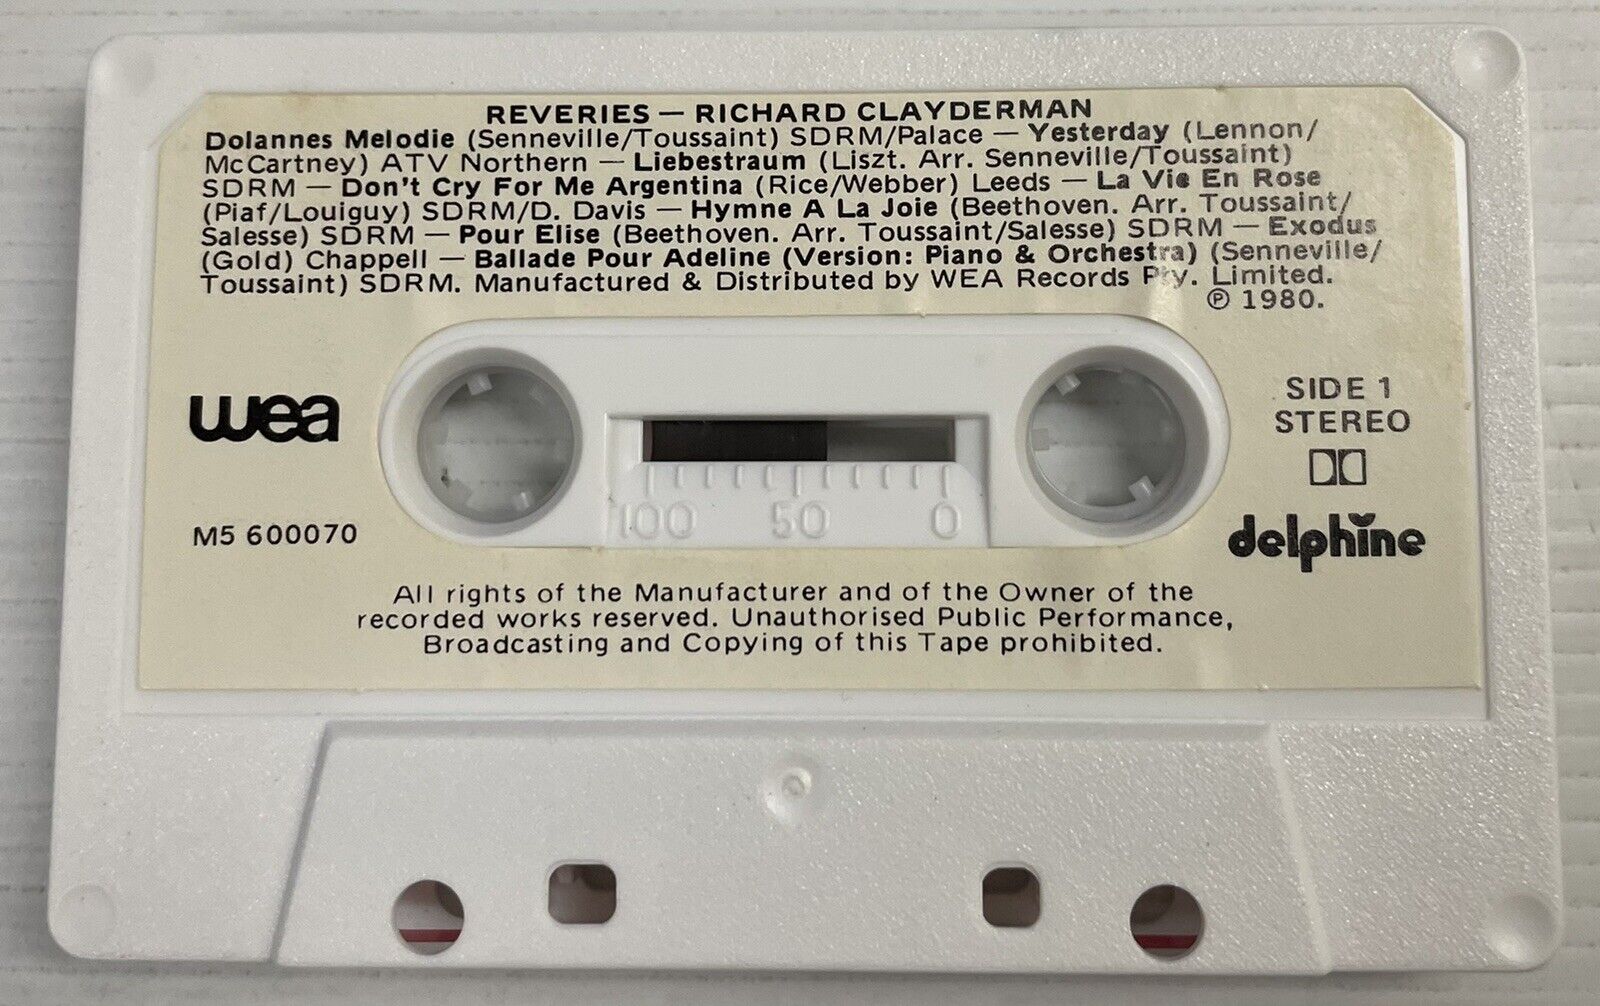 REVERIES — RICHARD CLAYDERMAN
Dolannes Melodie (Senneville/Toussaint) SDRM/Palace — Yesterday (Lennon/
McCartney) ATV Northern — Liebestraum (Liszt. Arr. Senneville/Toussaint)
SDRM — Don't Cry For Me Argentina (Rice/Webber) Leeds — La Vie En Rose
(Piaf/Louiguy) SDRM/D. Davis — Hymne A La Joie (Beethoven. Arr. Toussaint/
Salesse) SDRM — Pour Elise (Beethoven. Arr. Toussaint/Salesse) SDRM — Exodus
(Gold) Chappell — Ballade Pour Adeline (Version: Piano & Orchestra) (Senneville/
Toussaint) SDRM. Manufactured & Distributed by WEA Records Pty. Limited.
℗ 1980.
wea
SIDE 1
STEREO
100 50 0
M5 600070
delphine
All rights of the Manufacturer and of the Owner of the
recorded works reserved. Unauthorised Public Performance,
Broadcasting and Copying of this Tape prohibited.